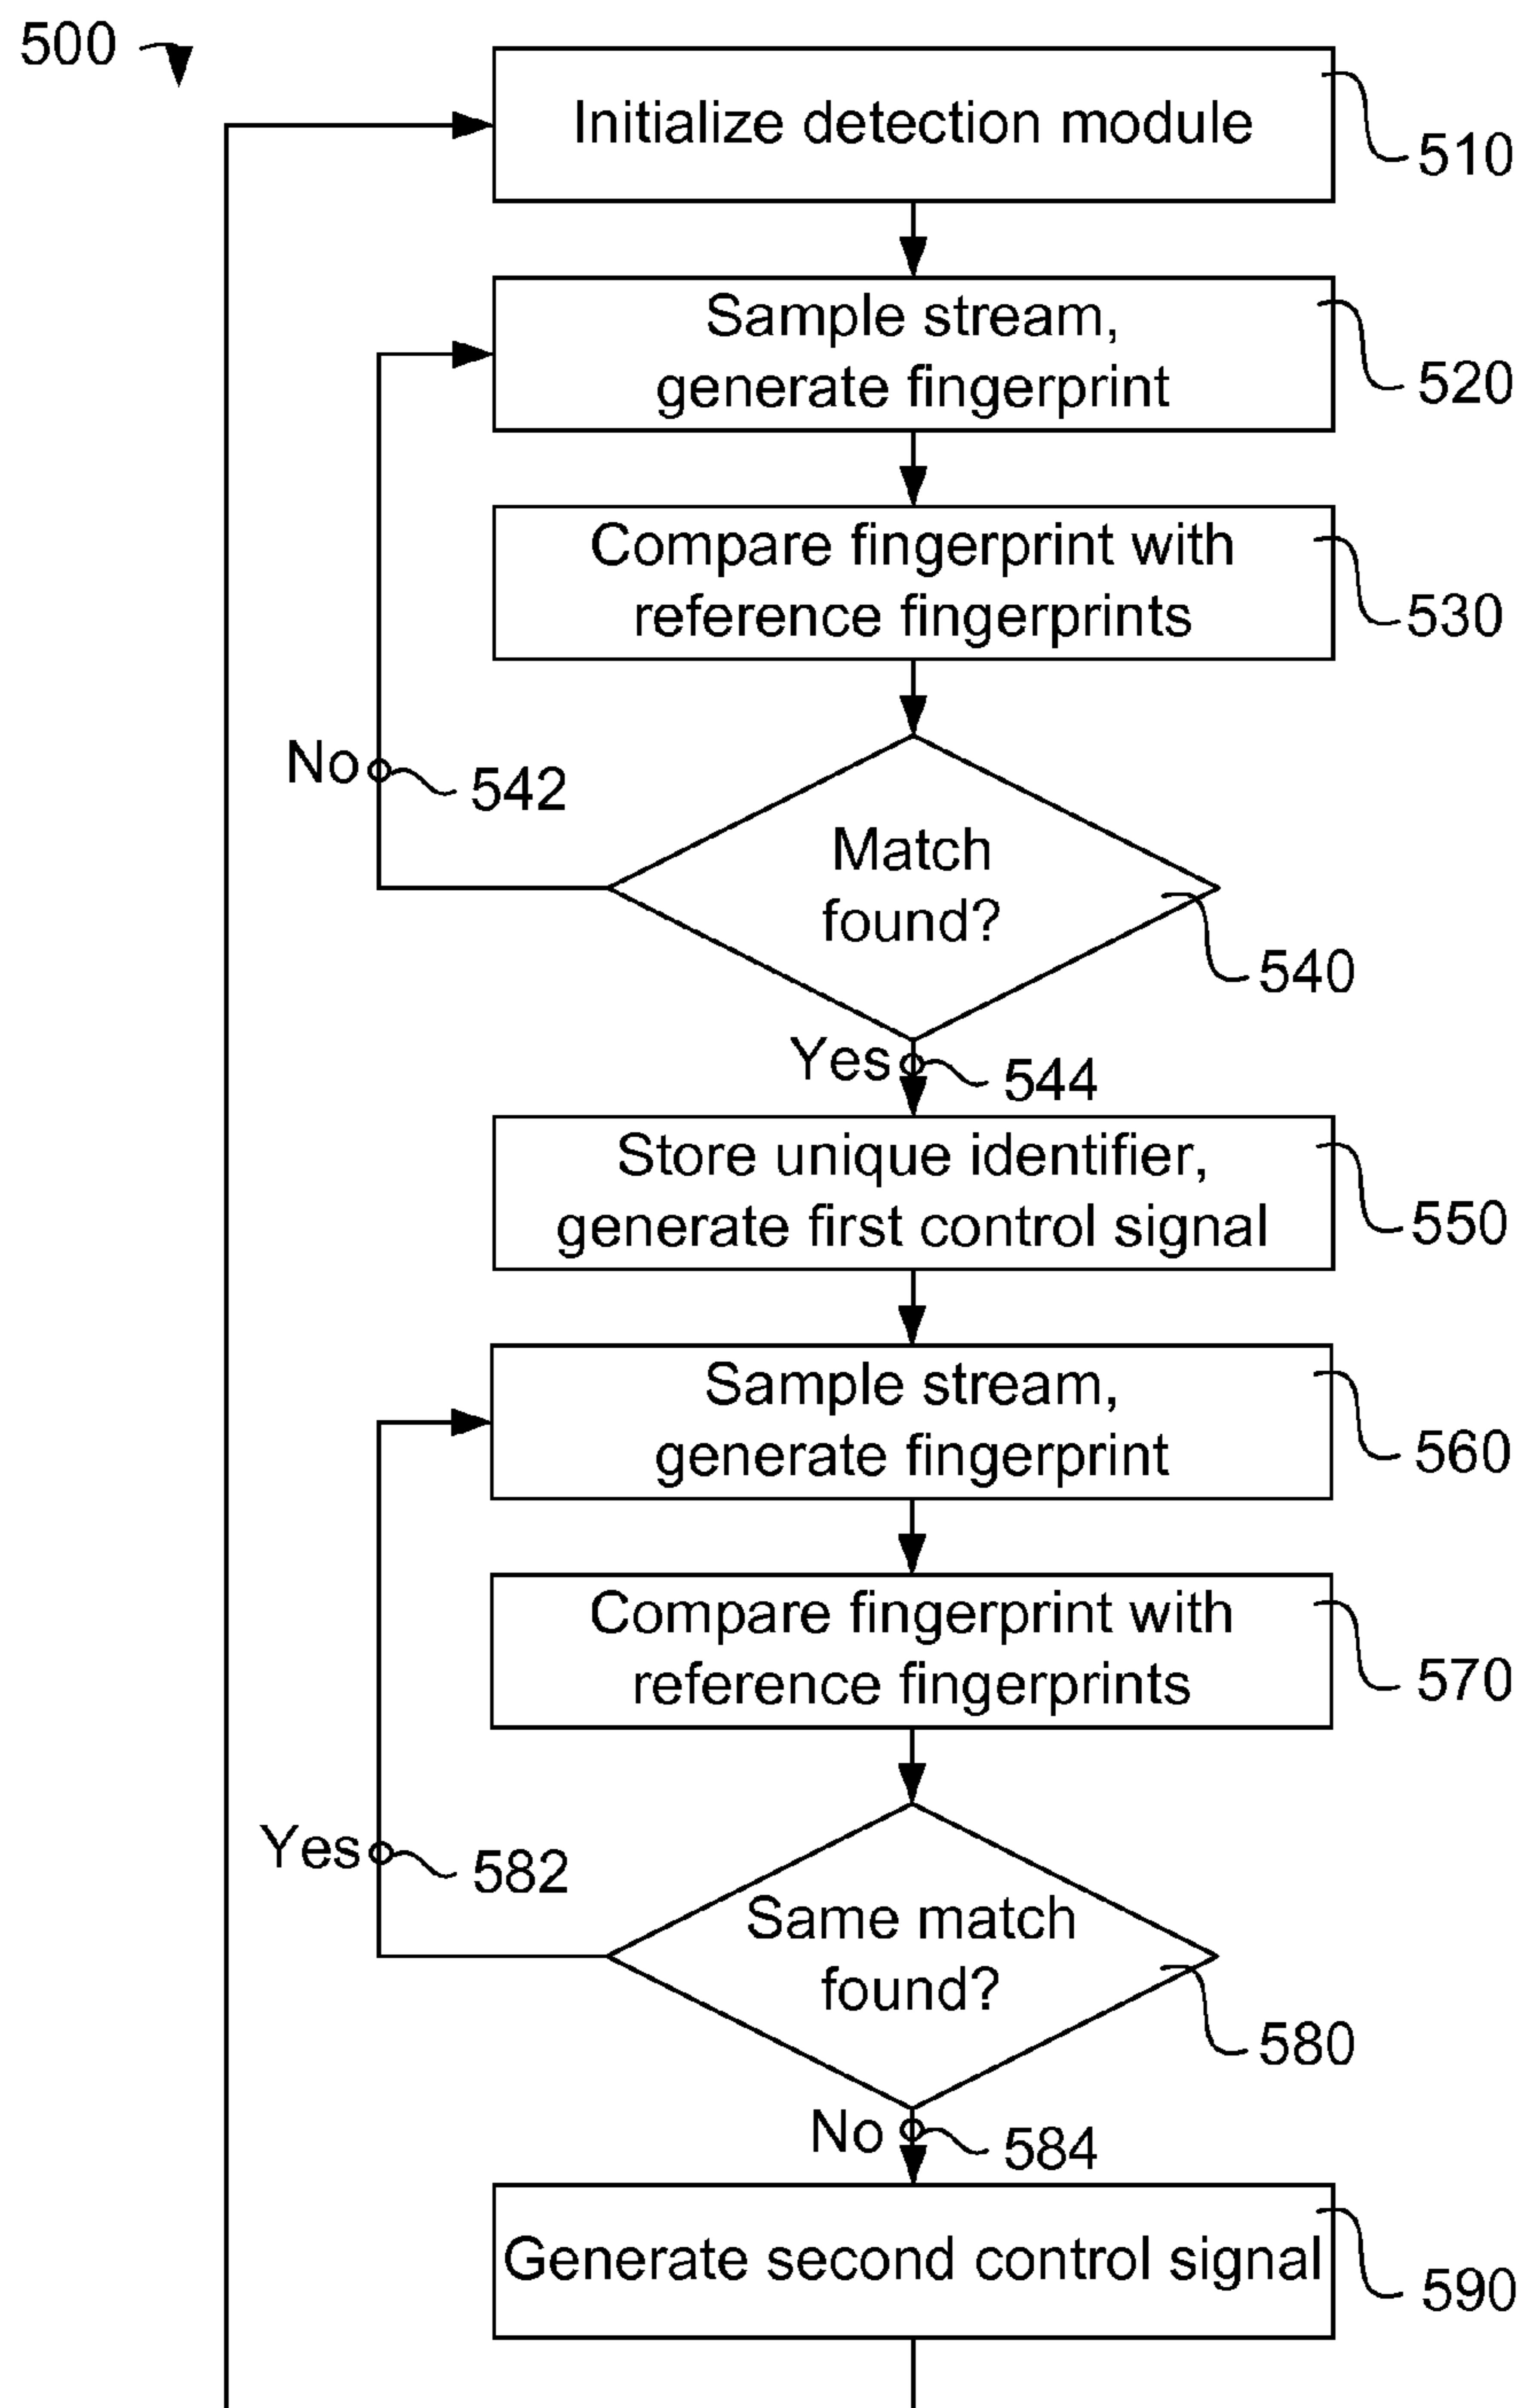 500
Initialize detection module
510
Sample stream,
generate fingerprint
520
Compare fingerprint with
reference fingerprints
530
No
542
Match
found?
540
Yes
544
Store unique identifier,
generate first control signal
550
Sample stream,
generate fingerprint
560
Compare fingerprint with
reference fingerprints
570
Yes
582
Same match
found?
580
No
584
Generate second control signal
590